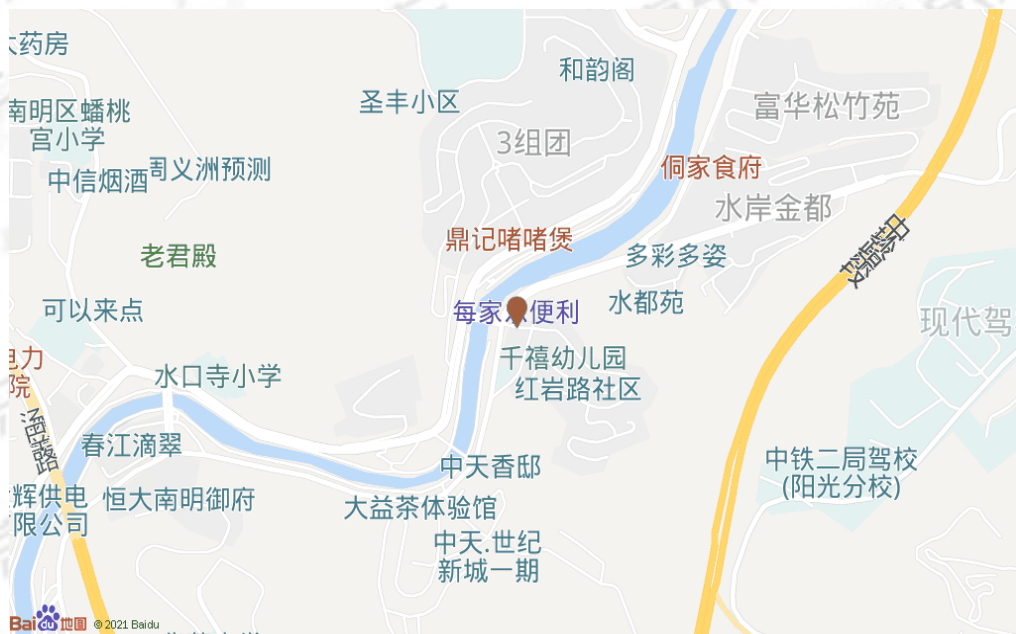 大药房
和韵阁
圣丰小区
富华松竹苑
南明区蟠桃
宫小学
3组团
中信烟酒
周义洲预测
侗家食府
水岸金都
鼎记啫啫煲
老君殿
多彩多姿
可以来点
每家
便利
水都苑
现代驾
千禧幼儿园
电力
院
水口寺小学
红岩路社区
春江滴翠
中天香邸
中铁二局驾校
(阳光分校)
辉供电
限公司
恒大南明御府
大益茶体验馆
中天.世纪
新城一期
Bai du 地图 © 2021 Baidu